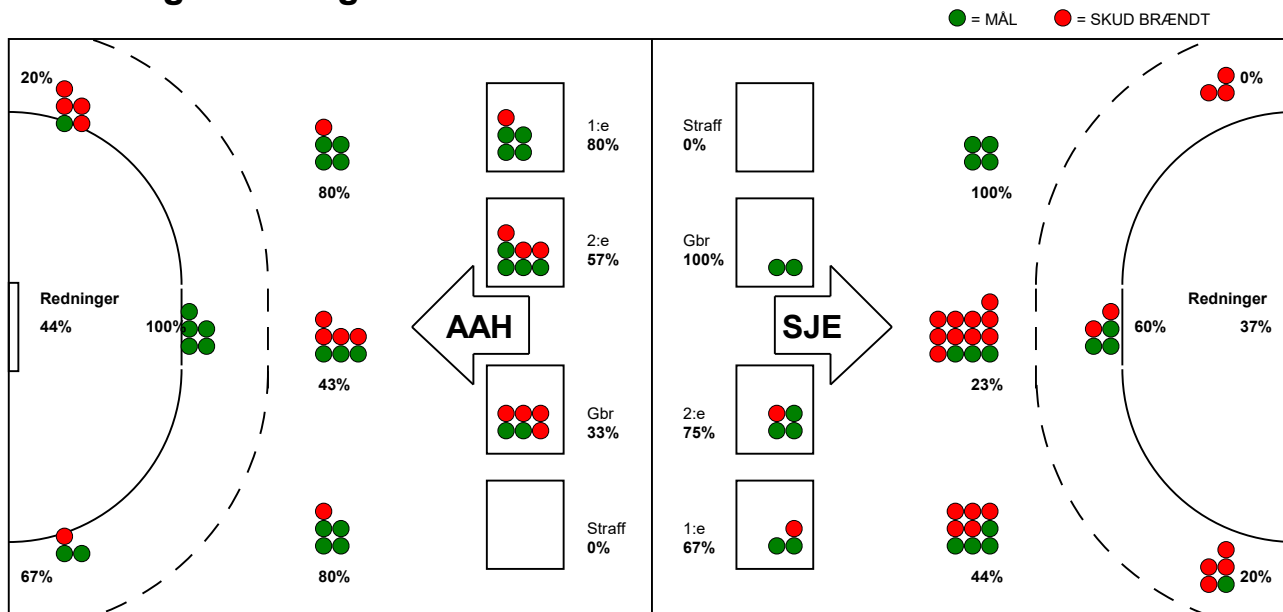 = MÅL
= SKUD BRÆNDT
20%
80%
1:e
80%
2:e
57%
Redninger
44%
100%
AAH
43%
Gbr
33%
67%
80%
Straff
0%
Straff
0%
100%
0%
Gbr
100%
SJE
60%
Redninger
37%
23%
2:e
75%
1:e
67%
44%
20%